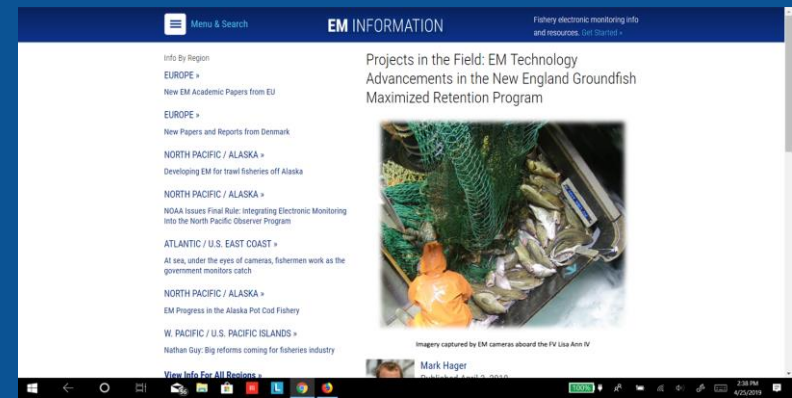 Menu & Search
EM INFORMATION
Fishery electronic monitoring info
and resources. Get Started »
Info By Region
EUROPE »
New EM Academic Papers from EU
EUROPE »
New Papers and Reports from Denmark
NORTH PACIFIC / ALASKA »
Developing EM for trawl fisheries off Alaska
NORTH PACIFIC / ALASKA »
NOAA Issues Final Rule: Integrating Electronic Monitoring
Into the North Pacific Observer Program
ATLANTIC / U.S. EAST COAST »
At sea, under the eyes of cameras, fishermen work as the
government monitors catch
NORTH PACIFIC / ALASKA »
EM Progress in the Alaska Pot Cod Fishery
W. PACIFIC / U.S. PACIFIC ISLANDS »
Nathan Guy: Big reforms coming for fisheries industry
View Info For All Regions »
Projects in the Field: EM Technology
Advancements in the New England Groundfish
Maximized Retention Program
Imagery captured by EM cameras aboard the FV Lisa Ann IV
Mark Hager
Published April 2, 2019
100%
2:38 PM
4/25/2019